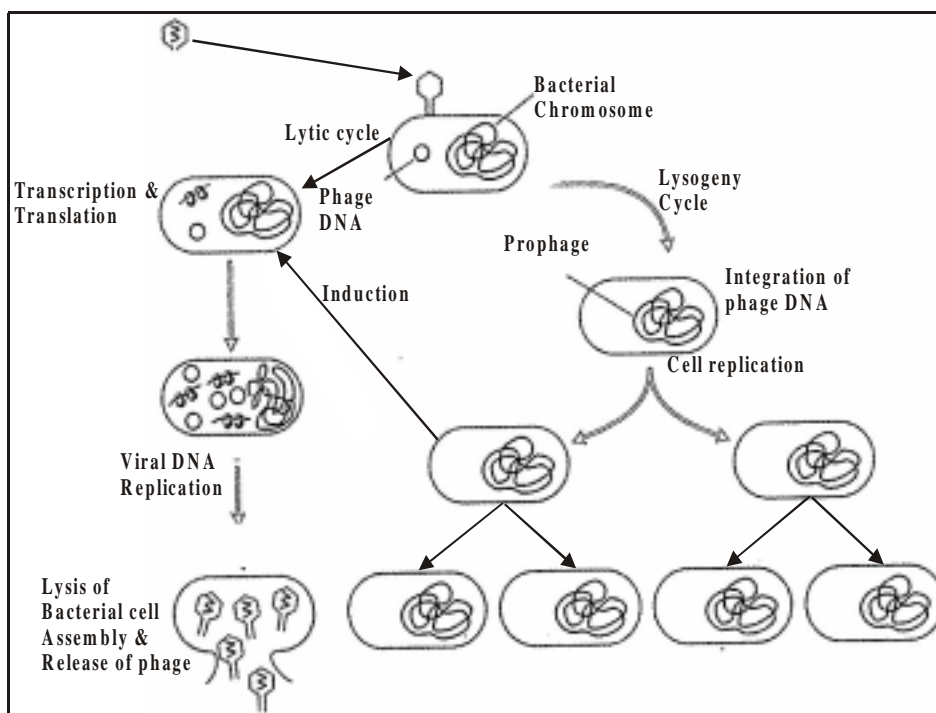 Bacterial
Chromosome
Lytic cycle
Phage
DNA
Transcription &
Translation
Lysogeny
Cycle
Prophage
Integration of
phage DNA
Induction
Cell replication
Viral DNA
Replication
Lysis of
Bacterial cell
Assembly &
Release of phage